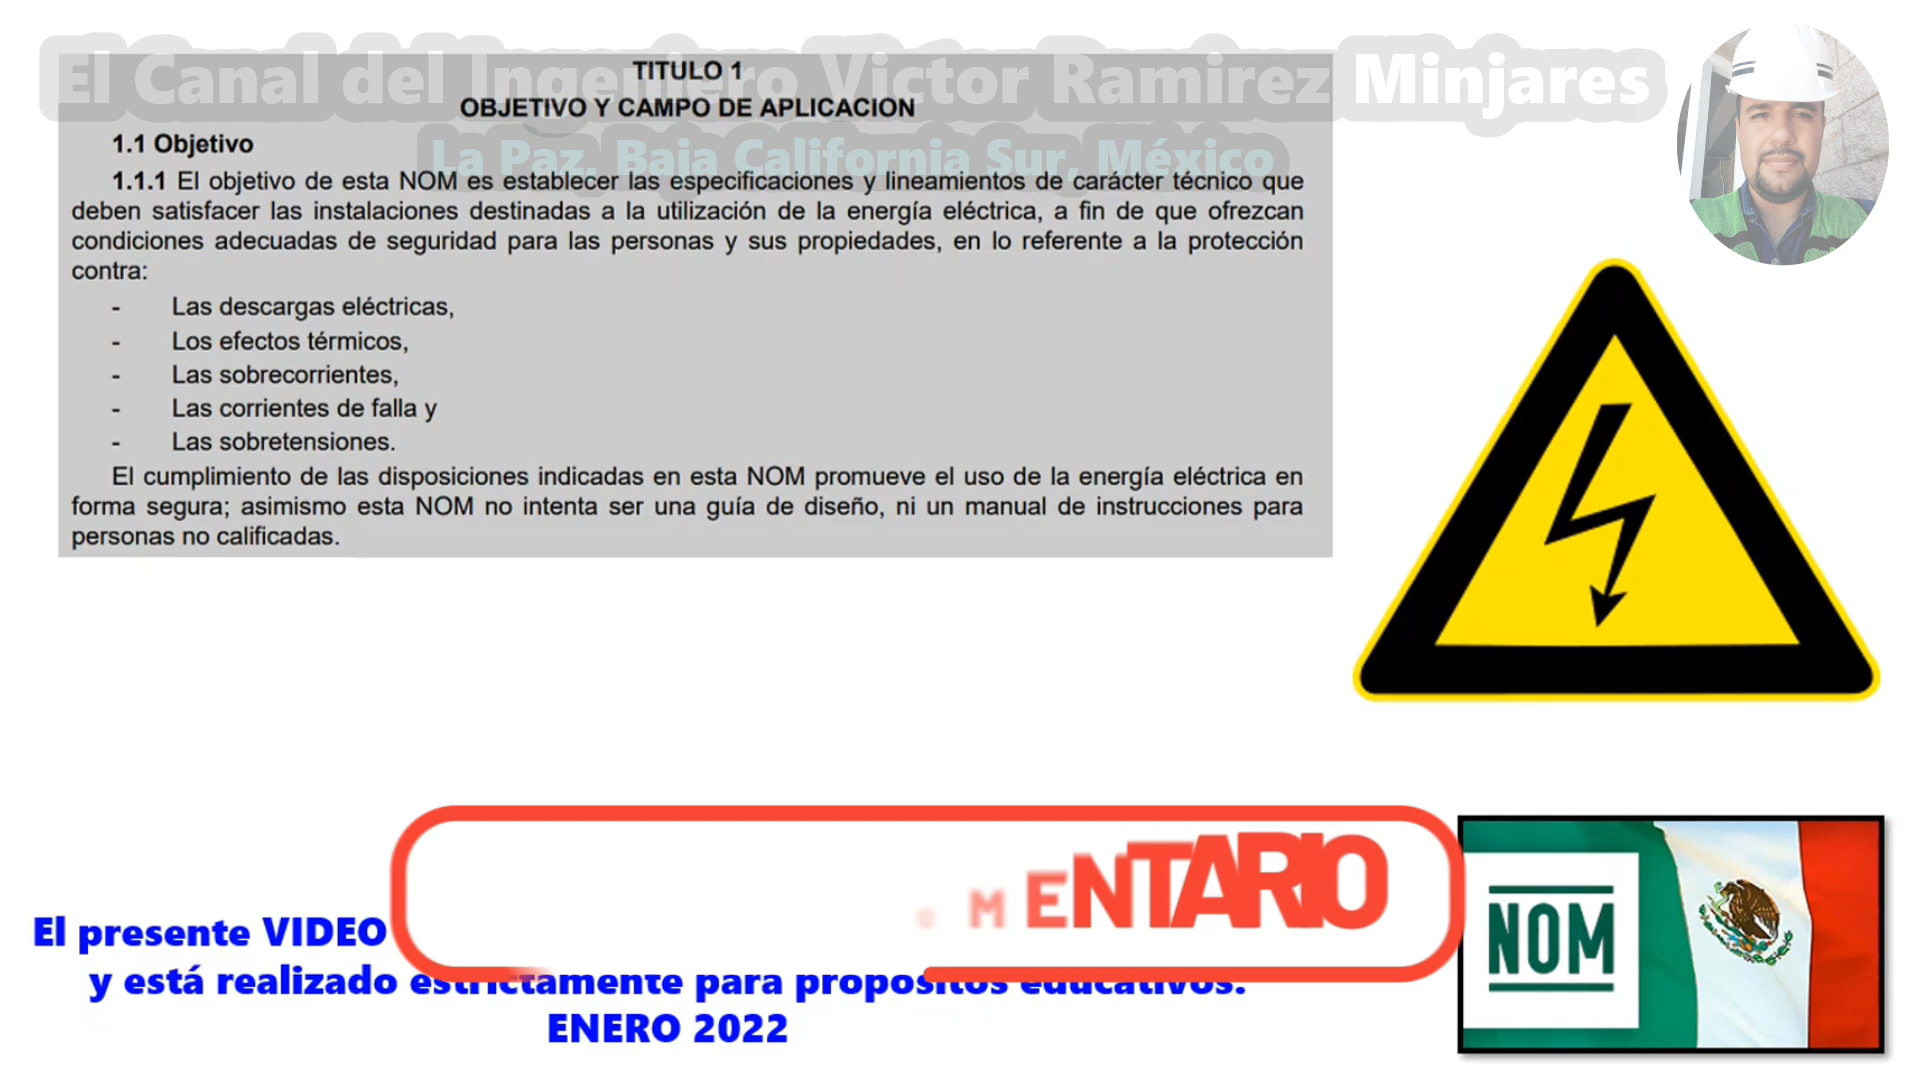 El Canal del Ingeniero Victor Ramirez Minjares
La Paz, Baja California Sur, México
TITULO 1
OBJETIVO Y CAMPO DE APLICACION
1.1 Objetivo
1.1.1 El objetivo de esta NOM es establecer las especificaciones y lineamientos de carácter técnico que
deben satisfacer las instalaciones destinadas a la utilización de la energía eléctrica, a fin de que ofrezcan
condiciones adecuadas de seguridad para las personas y sus propiedades, en lo referente a la protección
contra:
- Las descargas eléctricas,
- Los efectos térmicos,
- Las sobrecorrientes,
- Las corrientes de falla y
- Las sobretensiones.
El cumplimiento de las disposiciones indicadas en esta NOM promueve el uso de la energía eléctrica en
forma segura; asimismo esta NOM no intenta ser una guía de diseño, ni un manual de instrucciones para
personas no calificadas.
MENTARIO
El presente VIDEO
y está realizado estrictamente para propositos educativos.
ENERO 2022
NOM